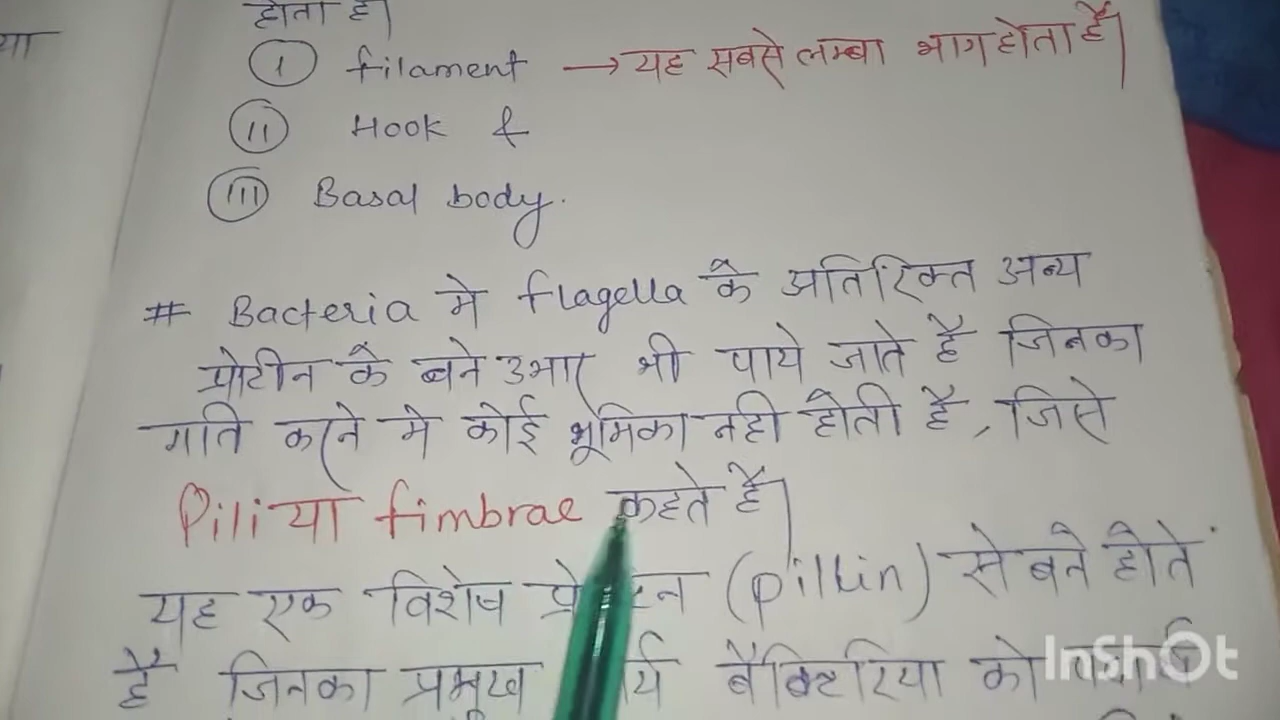 या
होता है।
(I) filament → यह सबसे लम्बा भाग होता है।
(II) Hook &
(III) Basal body.
# Bacteria मे flagella के अतिरिक्त अन्य
प्रोटीन के बने उभार भी पाये जाते है जिनका
गति करने मे कोई भूमिका नही होती है, जिसे
Pili या fimbrae कहते है।
यह एक विशेष (pillin) से बने होतें
है जिनका प्रमुख बैक्टिरिया को
InShOt